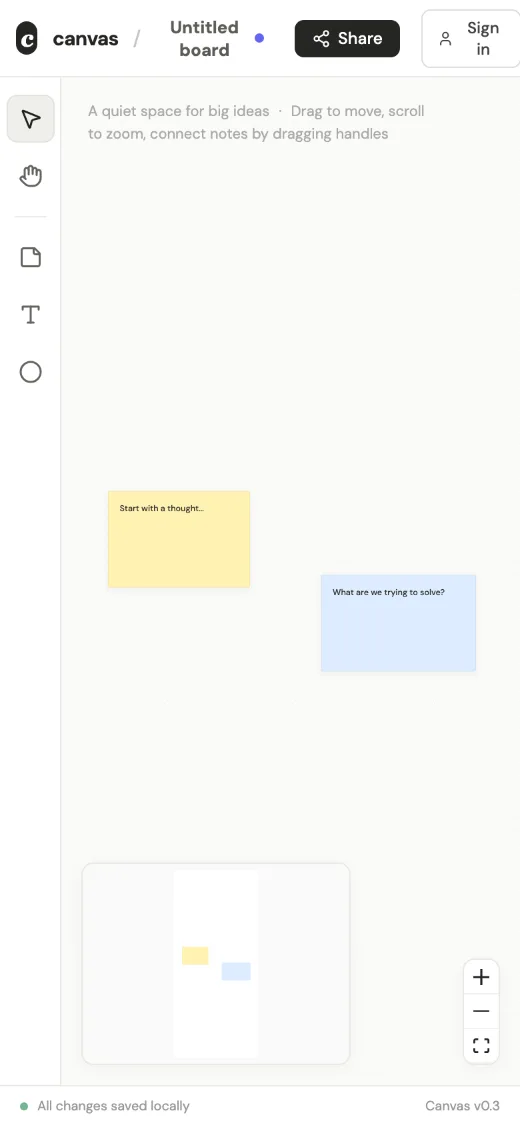 c canvas / Untitled
board
Share
Sign
in
A quiet space for big ideas · Drag to move, scroll
to zoom, connect notes by dragging handles
T
Start with a thought...
What are we trying to solve?
All changes saved locally
Canvas v0.3